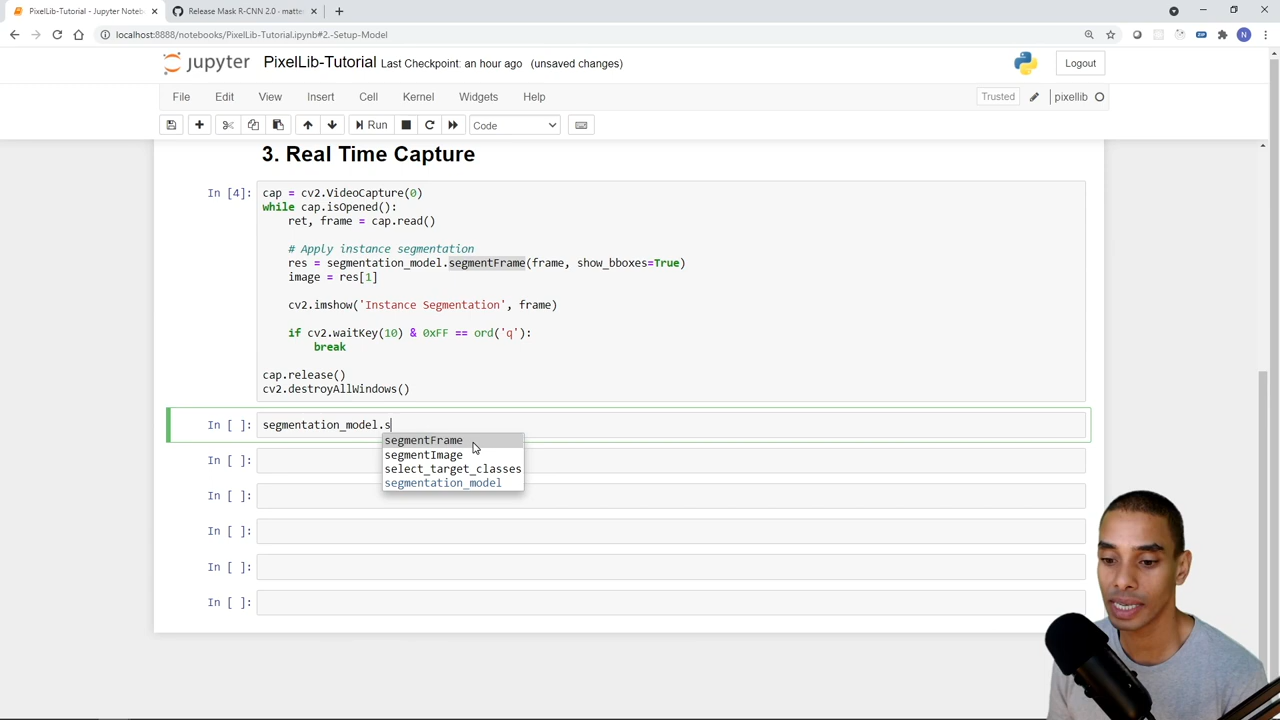 PixelLib-Tutorial - Jupyter Noteb
Release Mask R-CNN 2.0 - matte
localhost:8888/notebooks/PixelLib-Tutorial.ipynb#2.-Setup-Model
N
jupyter PixelLib-Tutorial Last Checkpoint: an hour ago (unsaved changes)
Logout
File Edit View Insert Cell Kernel Widgets Help
Trusted pixellib
Run Code
3. Real Time Capture
In [4]: cap = cv2.VideoCapture(0)
while cap.isOpened():
ret, frame = cap.read()
# Apply instance segmentation
res = segmentation_model.segmentFrame(frame, show_bboxes=True)
image = res[1]
cv2.imshow('Instance Segmentation', frame)
if cv2.waitKey(10) & 0xFF == ord('q'):
break
cap.release()
cv2.destroyAllWindows()
In [ ]: segmentation_model.s
segmentFrame
segmentImage
select_target_classes
segmentation_model
In [ ]:
In [ ]:
In [ ]:
In [ ]:
In [ ]: